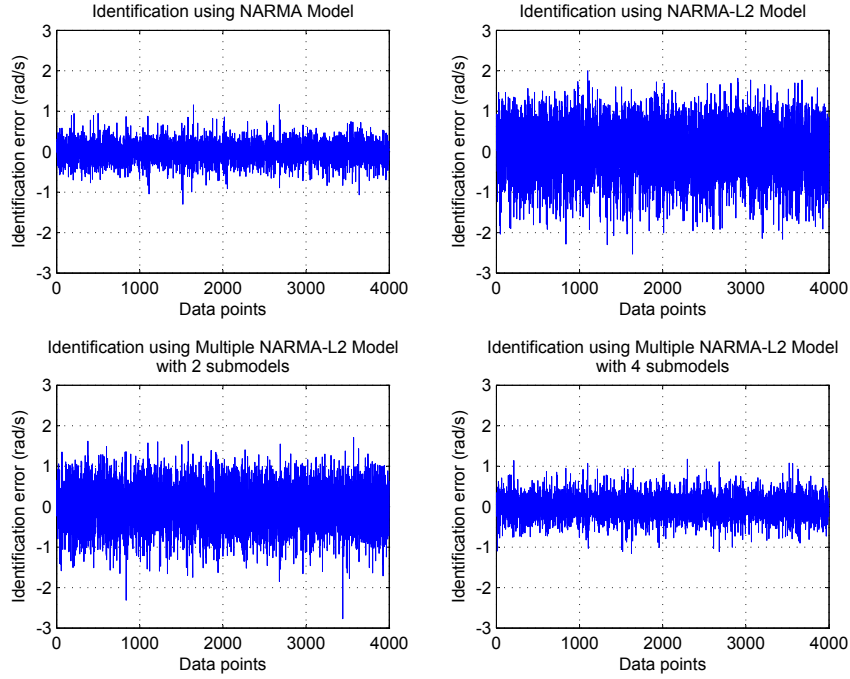 Identification using NARMA Model
3
2
1
0
-1
-2
-3
Identification error (rad/s)
0 1000 2000 3000 4000
Data points
Identification using NARMA-L2 Model
3
2
1
0
-1
-2
-3
Identification error (rad/s)
0 1000 2000 3000 4000
Data points
Identification using Multiple NARMA-L2 Model
with 2 submodels
3
2
1
0
-1
-2
-3
Identification error (rad/s)
0 1000 2000 3000 4000
Data points
Identification using Multiple NARMA-L2 Model
with 4 submodels
3
2
1
0
-1
-2
-3
Identification error (rad/s)
0 1000 2000 3000 4000
Data points